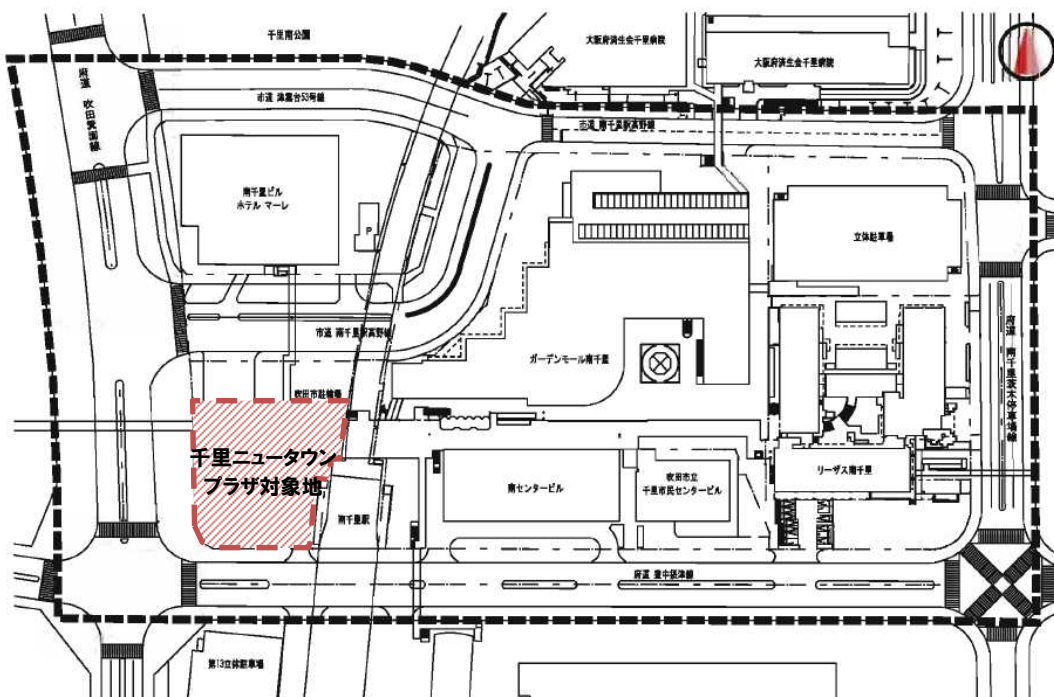 千里南公園
大阪府済生会千里病院
大阪府済生会千里病院
府道 吹田箕面線
市道 津雲台53号線
市道 南千里駅高野線
南千里ビル
ホテル マーレ
P
立体駐車場
市道 南千里駅高野線
ガーデンモール南千里
府道 南千里茨木停車場線
吹田市駐輪場
千里ニュータウン
プラザ対象地
南千里駅
南センタービル
吹田市立
千里市民センタービル
リーザス南千里
府道 豊中摂津線
第13立体駐車場